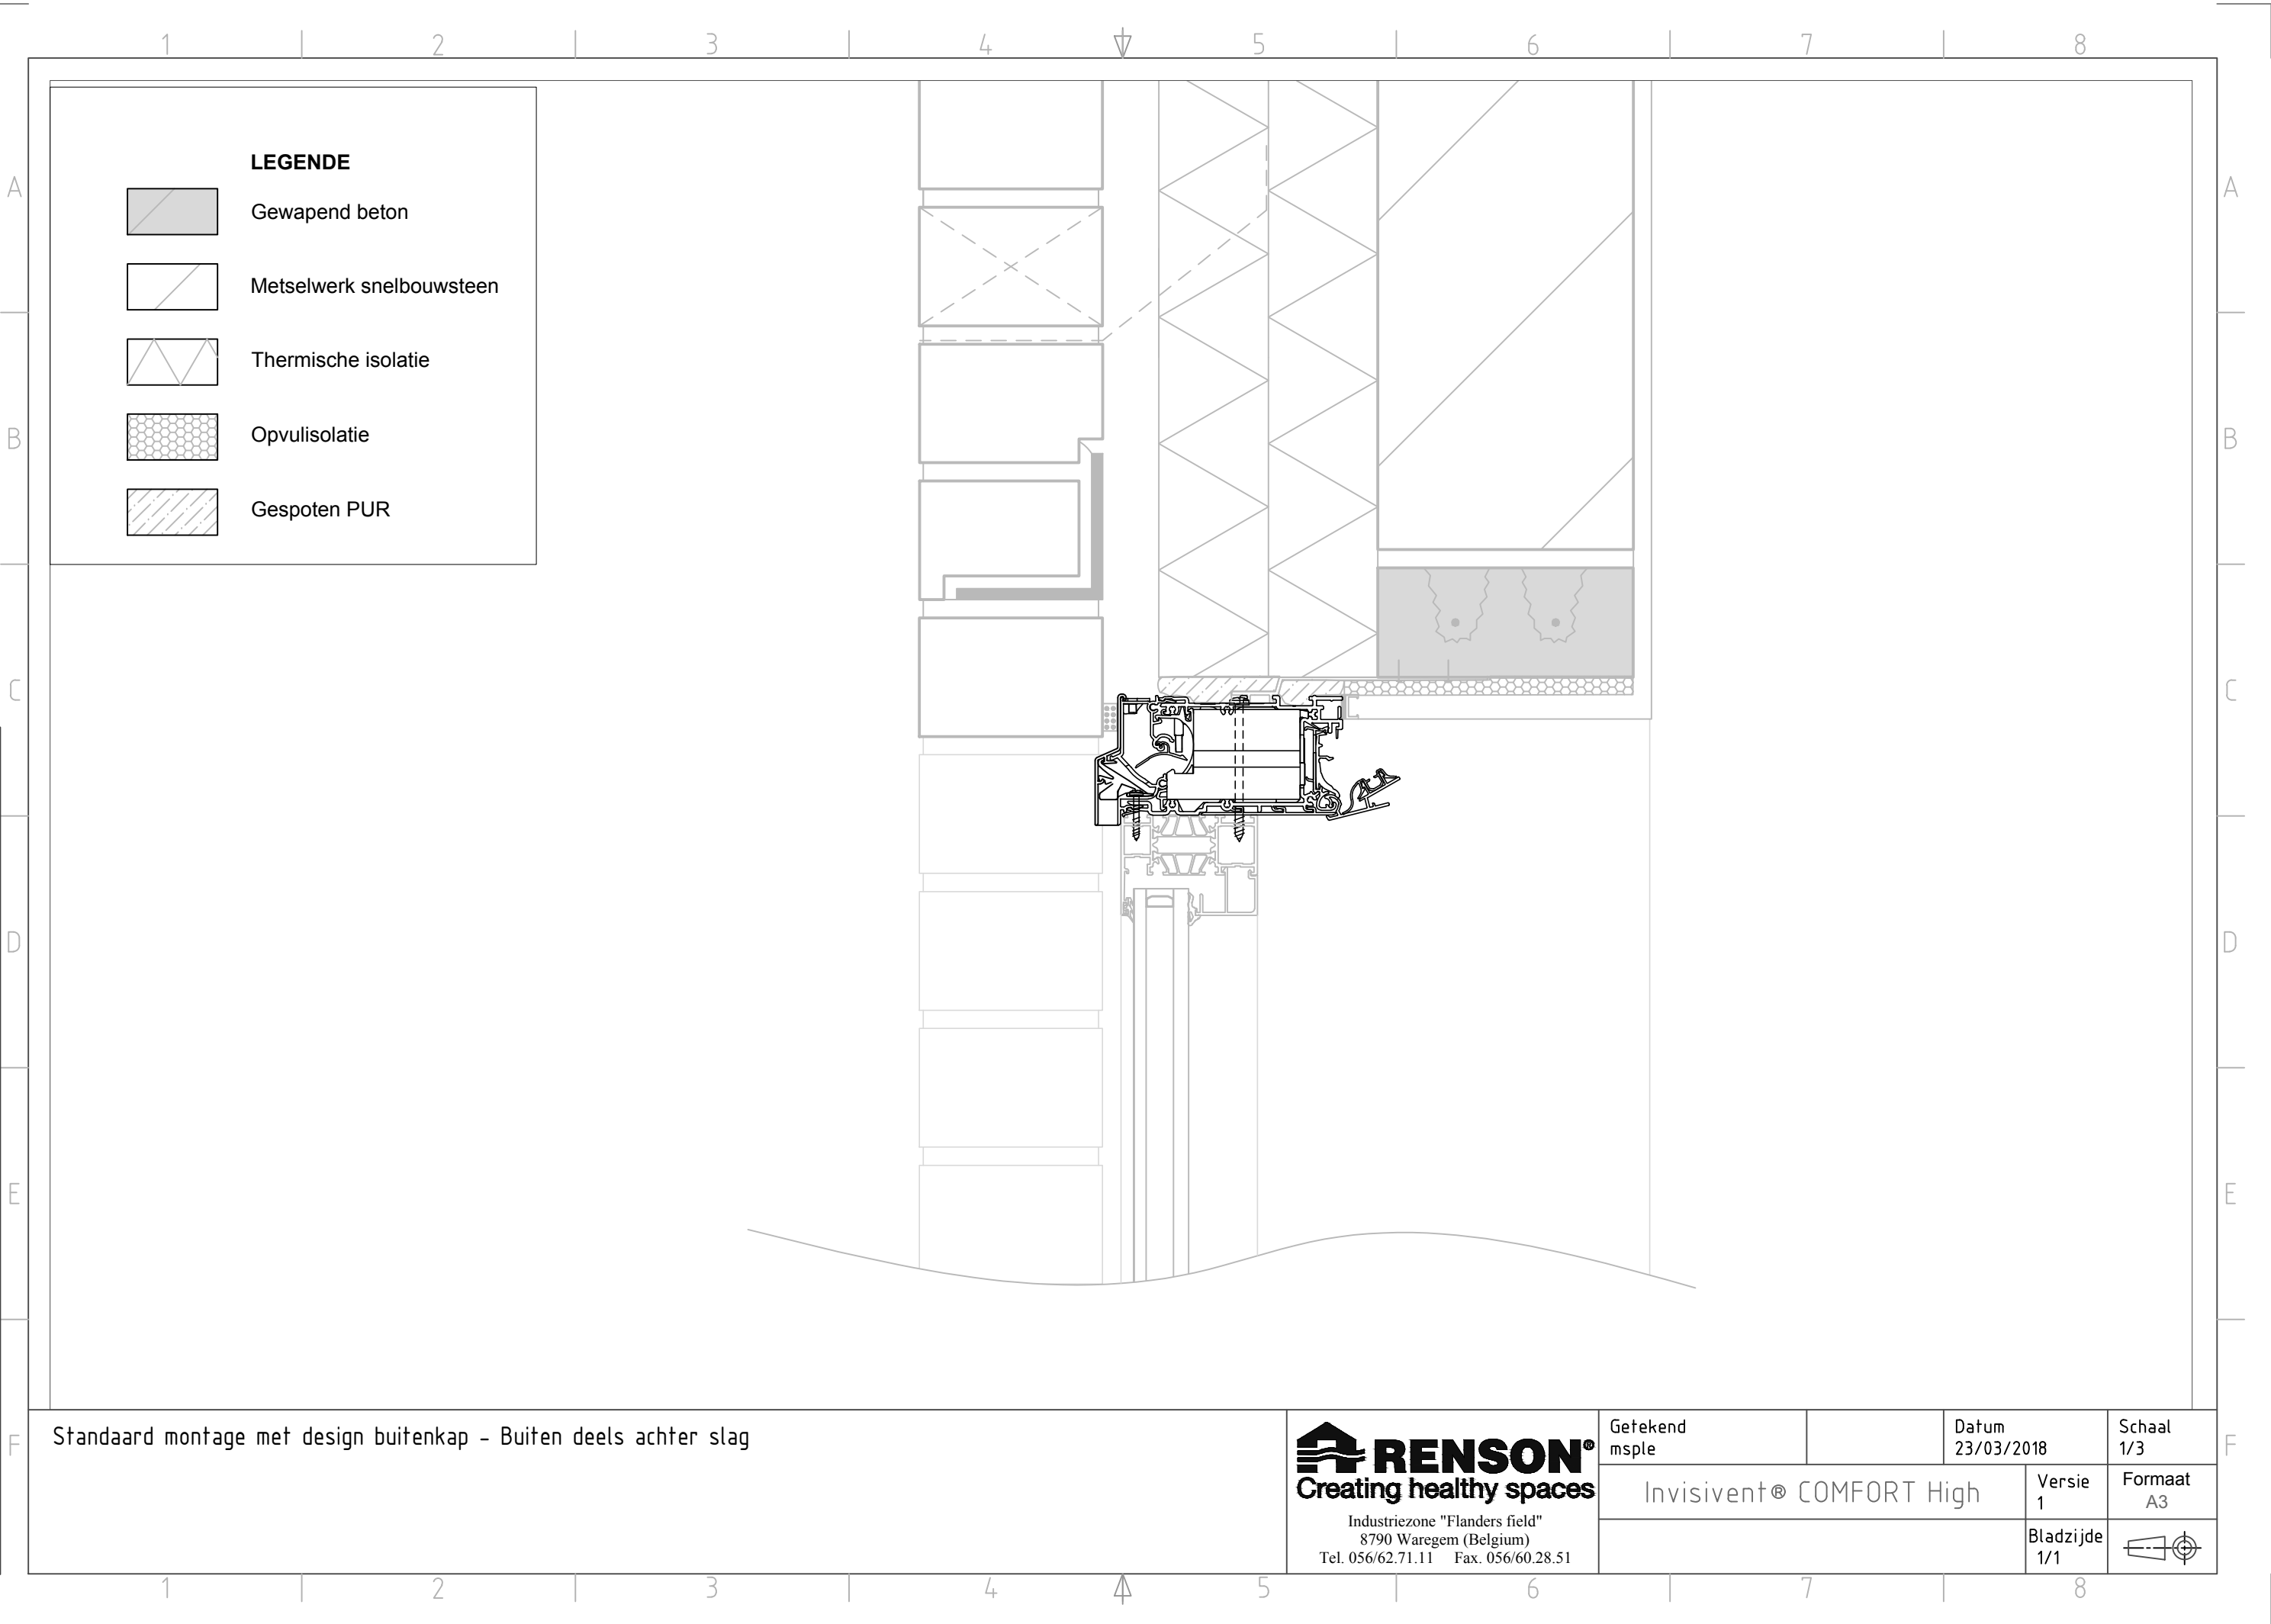 1 2 3 4 5 6 7 8
A A
B B
C C
D D
E E
F F
LEGENDE
Gewapend beton
Metselwerk snelbouwsteen
Thermische isolatie
Opvulisolatie
Gespoten PUR
Standaard montage met design buitenkap - Buiten deels achter slag
RENSON®
Creating healthy spaces
Industriezone "Flanders field"
8790 Waregem (Belgium)
Tel. 056/62.71.11 Fax. 056/60.28.51
Getekend
msple
Datum
23/03/2018
Schaal
1/3
Invisivent® COMFORT High
Versie
1
Formaat
A3
Bladzijde
1/1
1 2 3 4 5 6 7 8